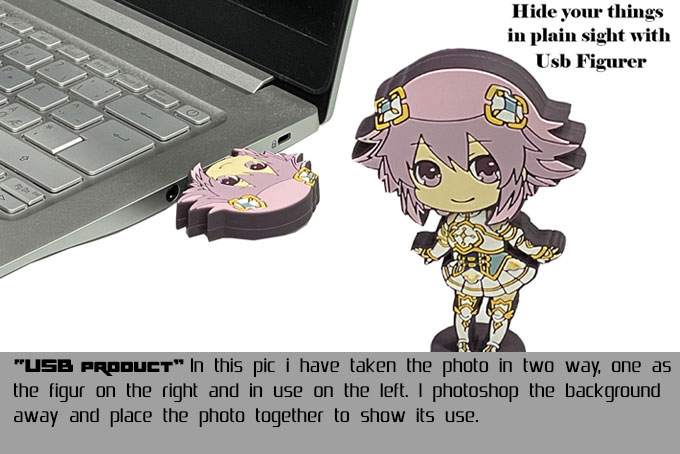 Hide your things
in plain sight with
Usb Figurer
"USB PRODUCT" In this pic i have taken the photo in two way, one as
the figur on the right and in use on the left. I photoshop the background
away and place the photo together to show its use.